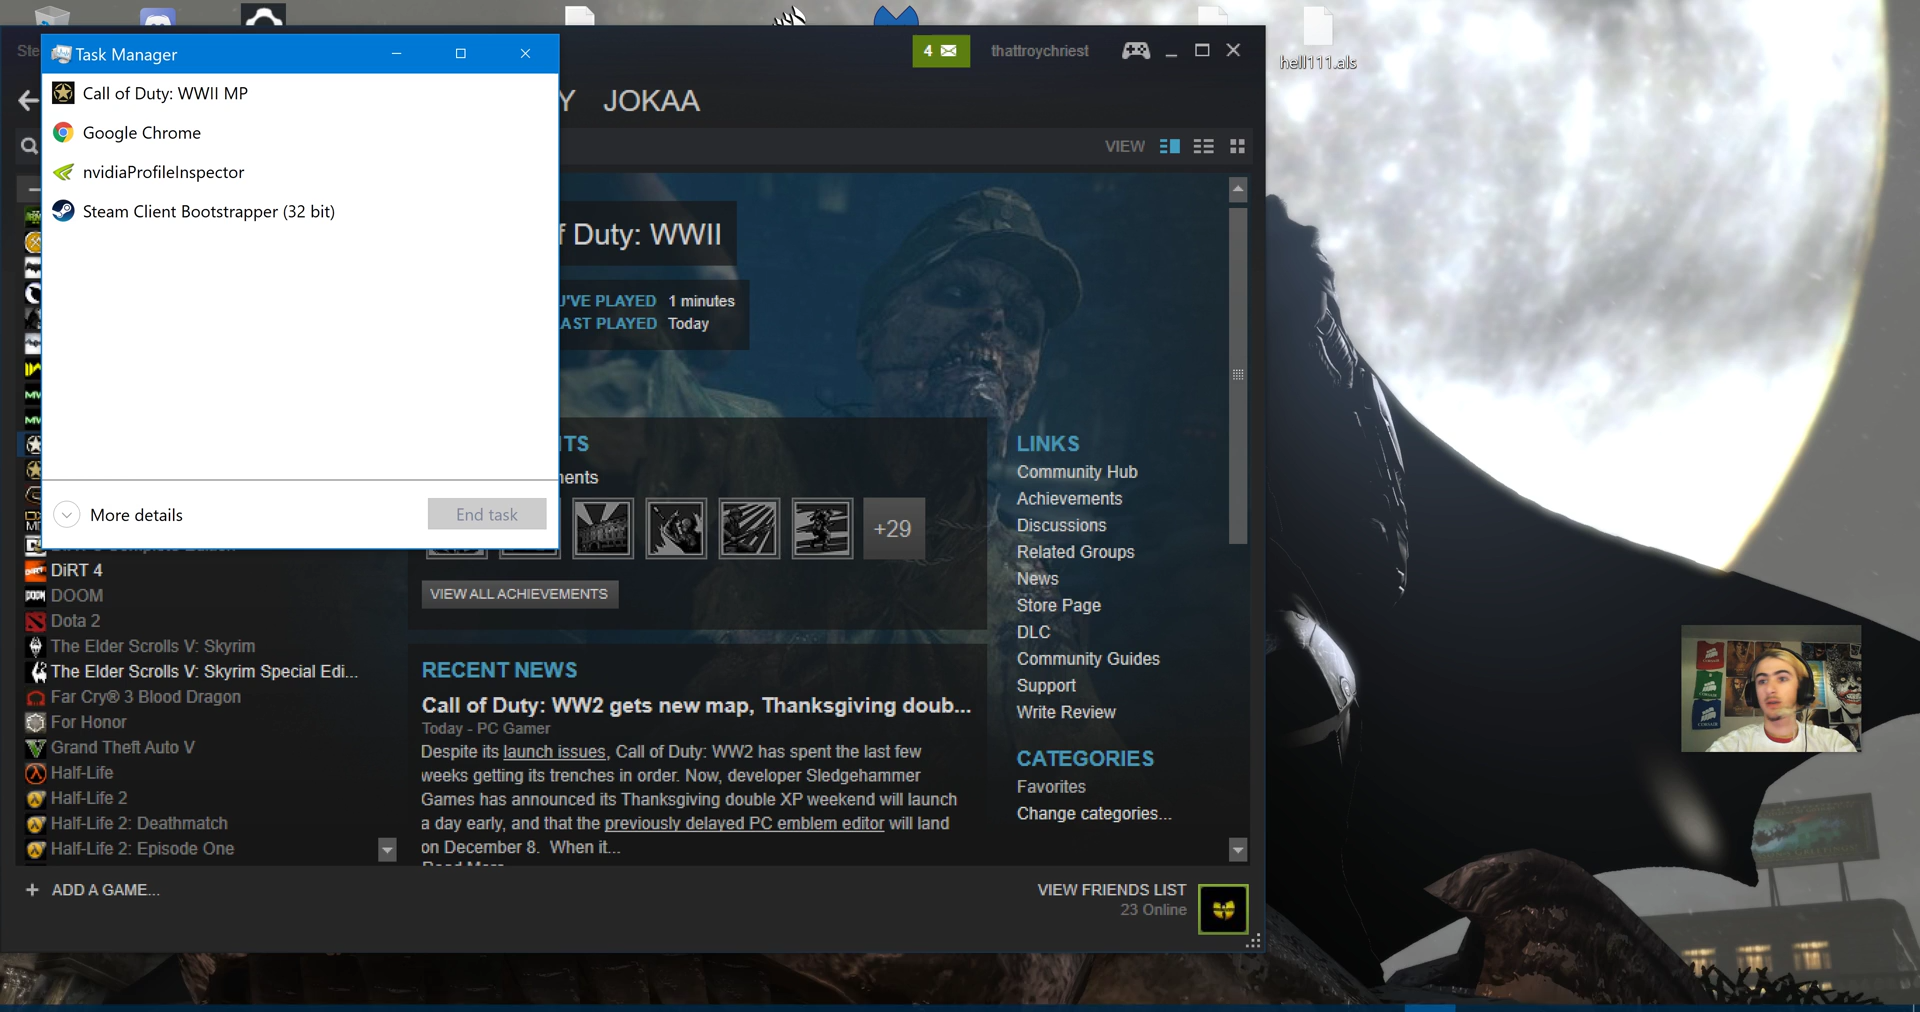 hell111.als
Ste
4
thattroychriest
Task Manager
Call of Duty: WWII MP
Google Chrome
nvidiaProfileInspector
Steam Client Bootstrapper (32 bit)
More details
End task
Y JOKAA
VIEW
f Duty: WWII
U'VE PLAYED 1 minutes
AST PLAYED Today
NTS
nents
+29
VIEW ALL ACHIEVEMENTS
LINKS
Community Hub
Achievements
Discussions
Related Groups
News
Store Page
DLC
Community Guides
Support
Write Review
CATEGORIES
Favorites
Change categories...
DiRT 4
DOOM
Dota 2
The Elder Scrolls V: Skyrim
The Elder Scrolls V: Skyrim Special Edi...
Far Cry® 3 Blood Dragon
For Honor
Grand Theft Auto V
Half-Life
Half-Life 2
Half-Life 2: Deathmatch
Half-Life 2: Episode One
RECENT NEWS
Call of Duty: WW2 gets new map, Thanksgiving doub...
Today - PC Gamer
Despite its launch issues, Call of Duty: WW2 has spent the last few
weeks getting its trenches in order. Now, developer Sledgehammer
Games has announced its Thanksgiving double XP weekend will launch
a day early, and that the previously delayed PC emblem editor will land
on December 8. When it...
+ ADD A GAME...
VIEW FRIENDS LIST
23 Online